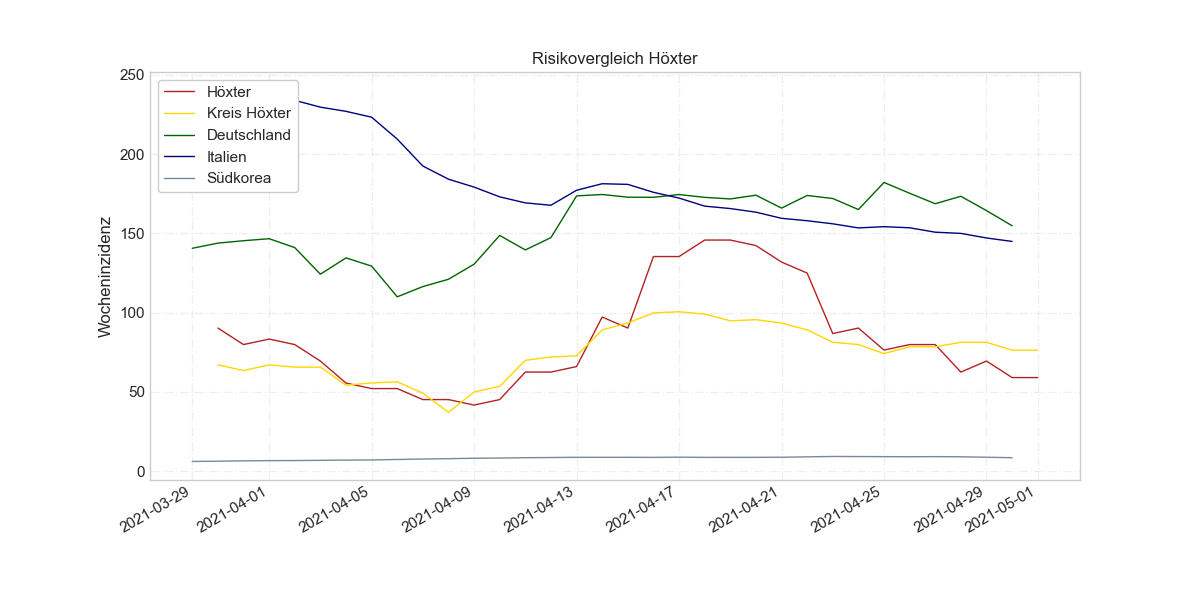 Risikovergleich Höxter
Höxter
Kreis Höxter
Deutschland
Italien
Südkorea
Wocheninzidenz
250
200
150
100
50
0
2021-03-29
2021-04-01
2021-04-05
2021-04-09
2021-04-13
2021-04-17
2021-04-21
2021-04-25
2021-04-29
2021-05-01